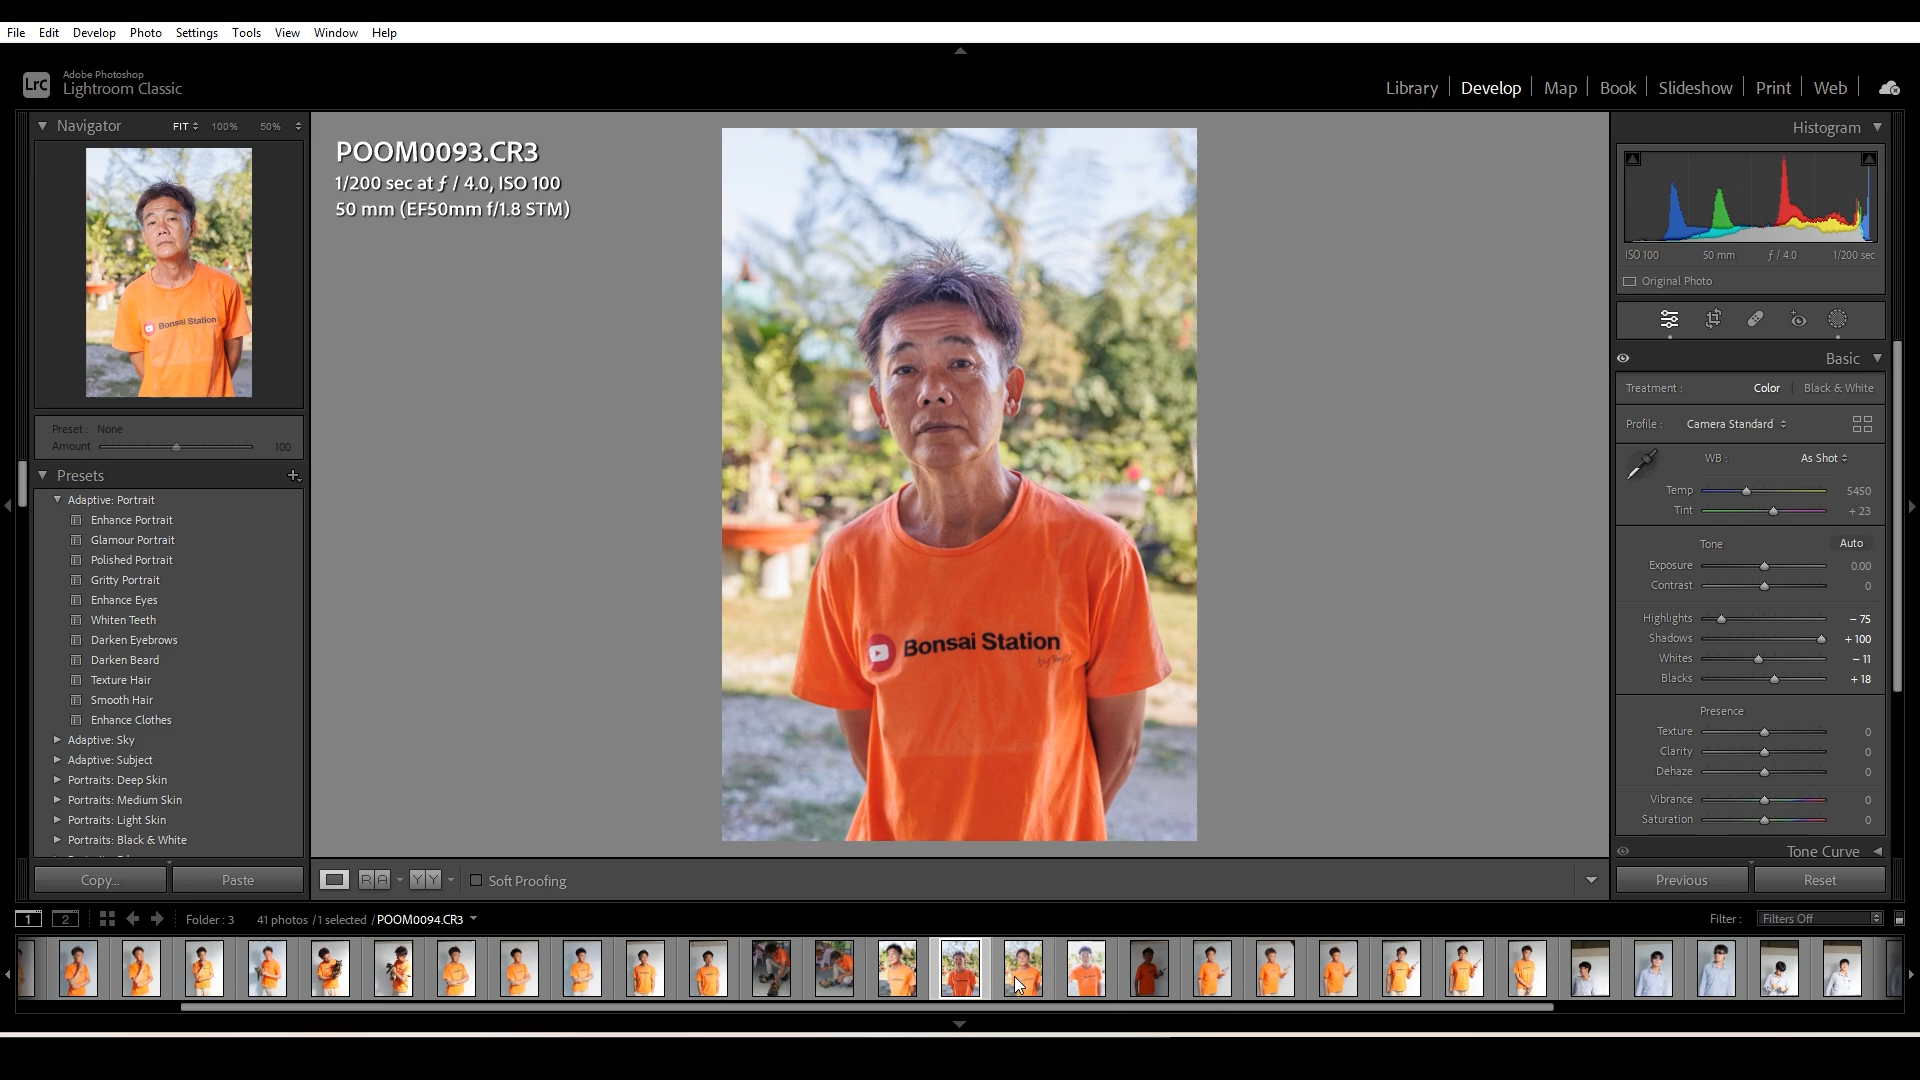 File Edit Develop Photo Settings Tools View Window Help
LrC
Adobe Photoshop
Lightroom Classic
Library Develop Map Book Slideshow Print Web
Navigator FIT 100% 50%
Preset : None
Amount 100
Presets
Adaptive: Portrait
Enhance Portrait
Glamour Portrait
Polished Portrait
Gritty Portrait
Enhance Eyes
Whiten Teeth
Darken Eyebrows
Darken Beard
Texture Hair
Smooth Hair
Enhance Clothes
Adaptive: Sky
Adaptive: Subject
Portraits: Deep Skin
Portraits: Medium Skin
Portraits: Light Skin
Portraits: Black & White
Copy... Paste
POOM0093.CR3
1/200 sec at ƒ / 4.0, ISO 100
50 mm (EF50mm f/1.8 STM)
Bonsai Station
R A Y Y Soft Proofing
Histogram
ISO 100 50 mm ƒ / 4.0 1/200 sec
Original Photo
Basic
Treatment : Color Black & White
Profile : Camera Standard
WB : As Shot
Temp 5450
Tint + 23
Tone Auto
Exposure 0.00
Contrast 0
Highlights − 75
Shadows + 100
Whites − 11
Blacks + 18
Presence
Texture 0
Clarity 0
Dehaze 0
Vibrance 0
Saturation 0
Tone Curve
Previous Reset
1 2 Folder : 3 41 photos / 1 selected / POOM0094.CR3 Filter : Filters Off